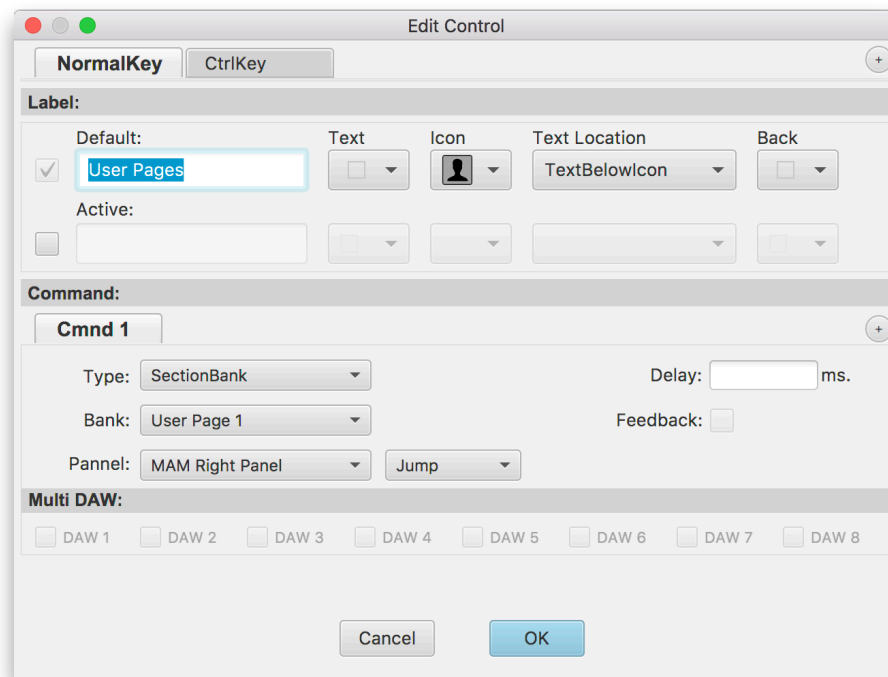 Edit Control
NormalKey CtrlKey +
Label:
Default: Text Icon Text Location Back
User Pages TextBelowIcon
Active:
Command:
Cmnd 1 +
Type: SectionBank Delay: ms.
Bank: User Page 1 Feedback:
Pannel: MAM Right Panel Jump
Multi DAW:
DAW 1 DAW 2 DAW 3 DAW 4 DAW 5 DAW 6 DAW 7 DAW 8
Cancel OK